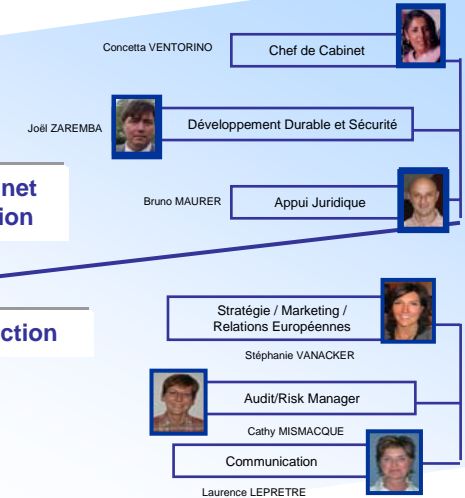 Concetta VENTORINO
Chef de Cabinet
Joël ZAREMBA
Développement Durable et Sécurité
net
ion
Bruno MAURER
Appui Juridique
Stratégie / Marketing /
Relations Européennes
ction
Stéphanie VANACKER
Audit/Risk Manager
Cathy MISMACQUE
Communication
Laurence LEPRETRE